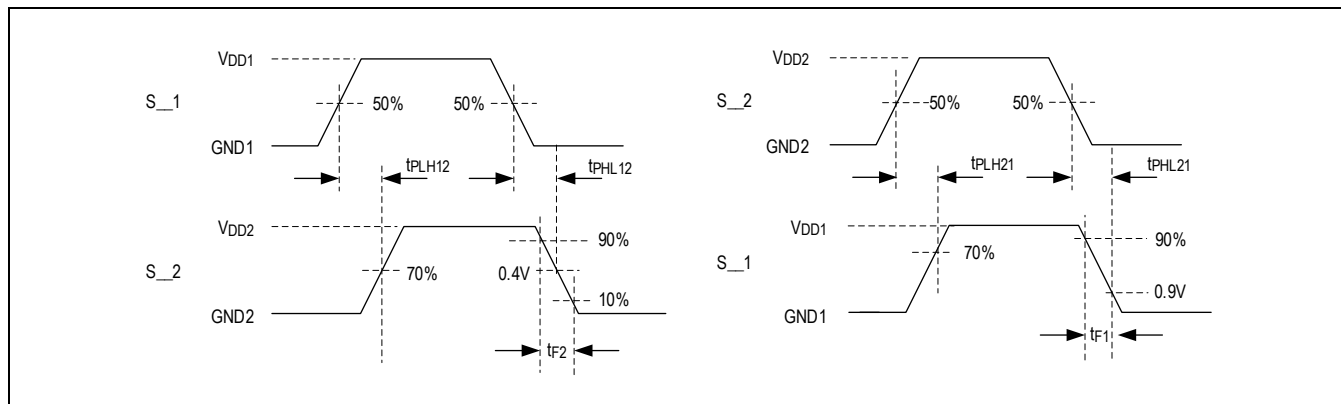 VDD1
S__1
50%
50%
GND1
tPLH12
tPHL12
VDD2
90%
S__2
70%
0.4V
10%
GND2
tF2
VDD2
S__2
50%
50%
GND2
tPLH21
tPHL21
VDD1
90%
S__1
70%
0.9V
GND1
tF1